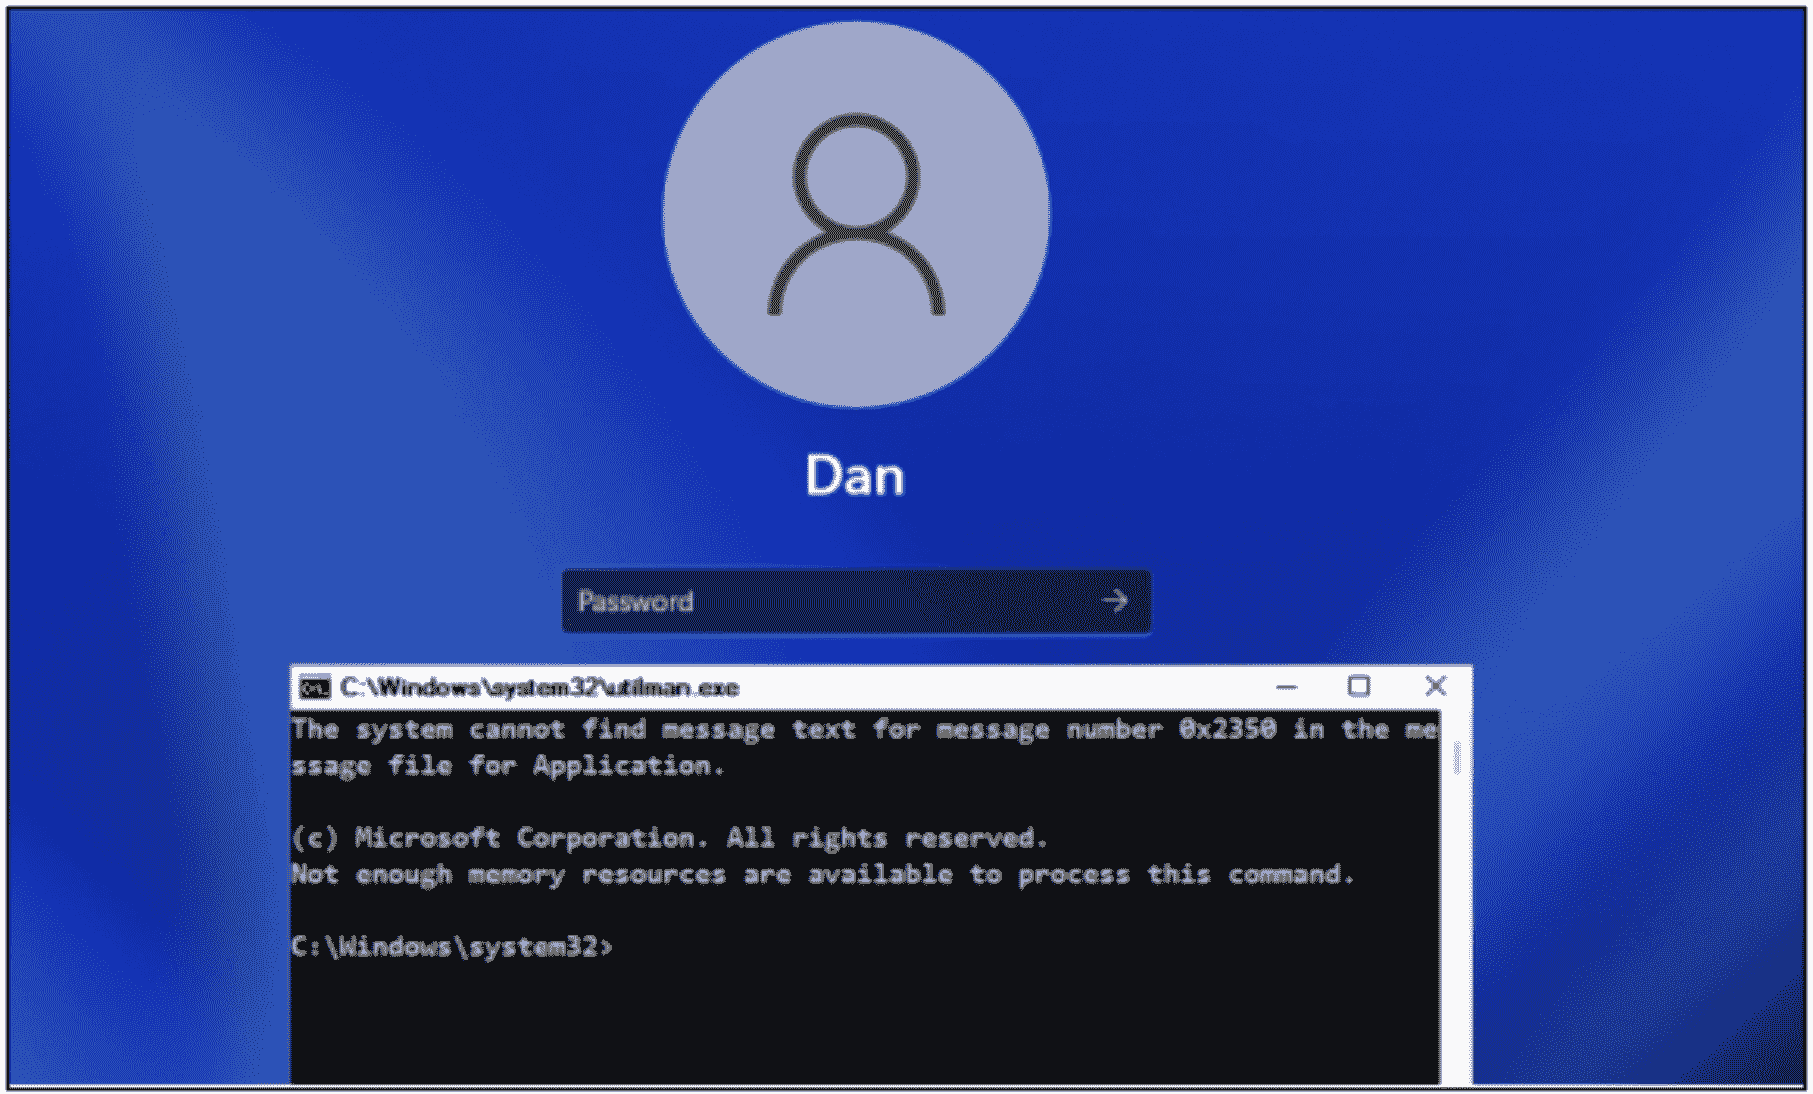 Dan
Password
C:\Windows\system32\utilman.exe
The system cannot find message text for message number 0x2350 in the me
ssage file for Application.
(c) Microsoft Corporation. All rights reserved.
Not enough memory resources are available to process this command.
C:\Windows\system32>